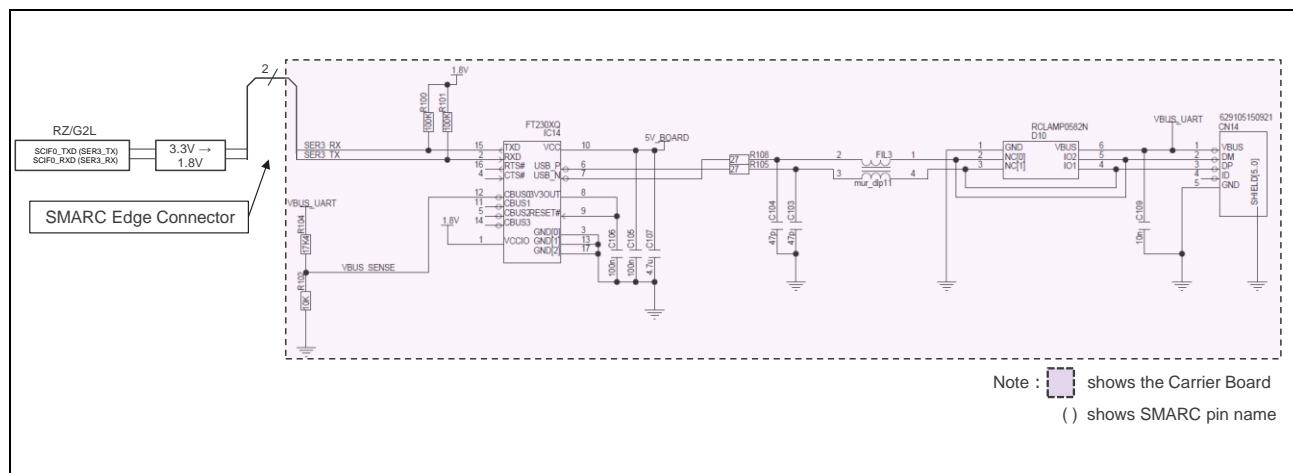 RZ/G2L
SCIF0_TXD (SER3_TX)
SCIF0_RXD (SER3_RX)
3.3V →
1.8V
SMARC Edge Connector
2
1.8V
R100
100K
R101
100K
SER3_RX
SER3_TX
FT230XQ
IC14
15 TXD VCC 10
2 RXD
16 RTS# USB_P 6
4 CTS# USB_N 7
12 CBUS0 3V3OUT 8
11 CBUS1
5 CBUS2 RESET# 9
14 CBUS3
GND[0] 3
1 VCCIO GND[1] 13
GND[2] 17
1.8V
VBUS_UART
R104
17K4
VBUS_SENSE
10K
5V_BOARD
C106
100n
C105
100n
C107
4.7u
27 R108
27 R105
C104
47p
C103
47p
FIL3
2 1
3 4
mur_dlp11
RCLAMP0582N
D10
1 GND VBUS 6
2 NC[0] IO2 5
3 NC[1] IO1 4
VBUS_UART
C109
10n
629105150921
CN14
1 VBUS
2 DM
3 DP
4 ID
5 GND
SHIELD[5..0]
Note : shows the Carrier Board
( ) shows SMARC pin name